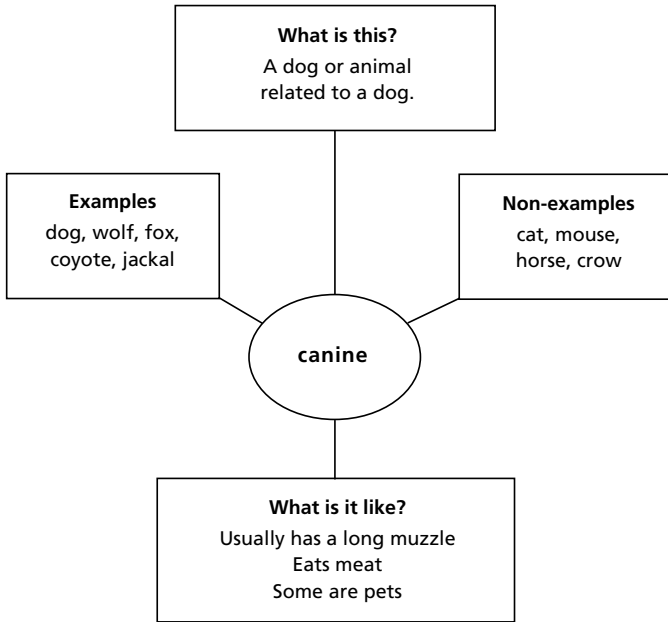 What is this?
A dog or animal
related to a dog.
Examples
dog, wolf, fox,
coyote, jackal
Non-examples
cat, mouse,
horse, crow
canine
What is it like?
Usually has a long muzzle
Eats meat
Some are pets